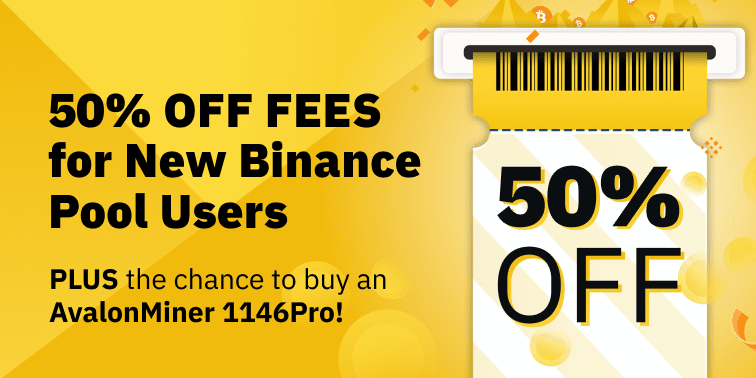 50% OFF FEES
for New Binance
Pool Users
PLUS the chance to buy an
AvalonMiner 1146Pro!
50%
OFF